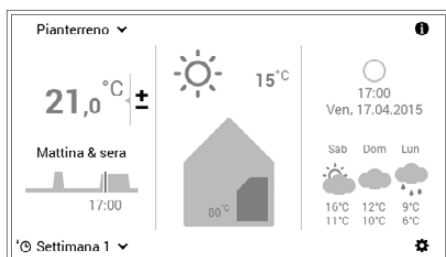 Pianterreno
21,0 °C ±
Mattina & sera
17:00
Settimana 1
15 °C
80 °C
17:00
Ven, 17.04.2015
Sab Dom Lun
16°C 12°C 9°C
11°C 10°C 6°C